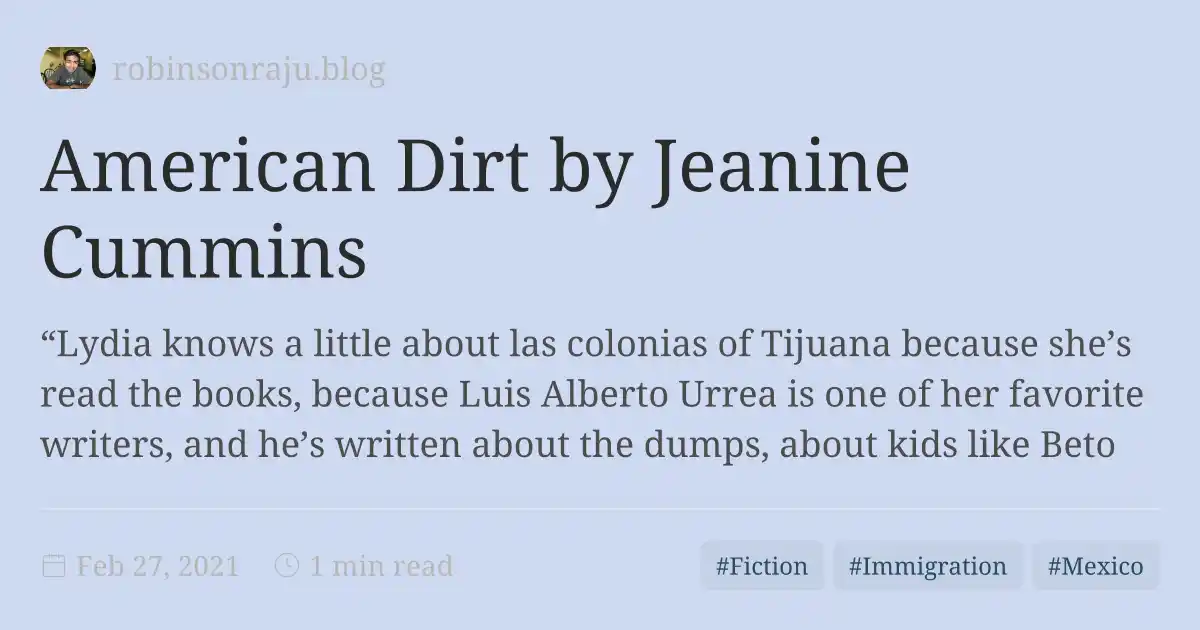 robinsonraju.blog
American Dirt by Jeanine
Cummins
“Lydia knows a little about las colonias of Tijuana because she’s
read the books, because Luis Alberto Urrea is one of her favorite
writers, and he’s written about the dumps, about kids like Beto
Feb 27, 2021 1 min read #Fiction #Immigration #Mexico